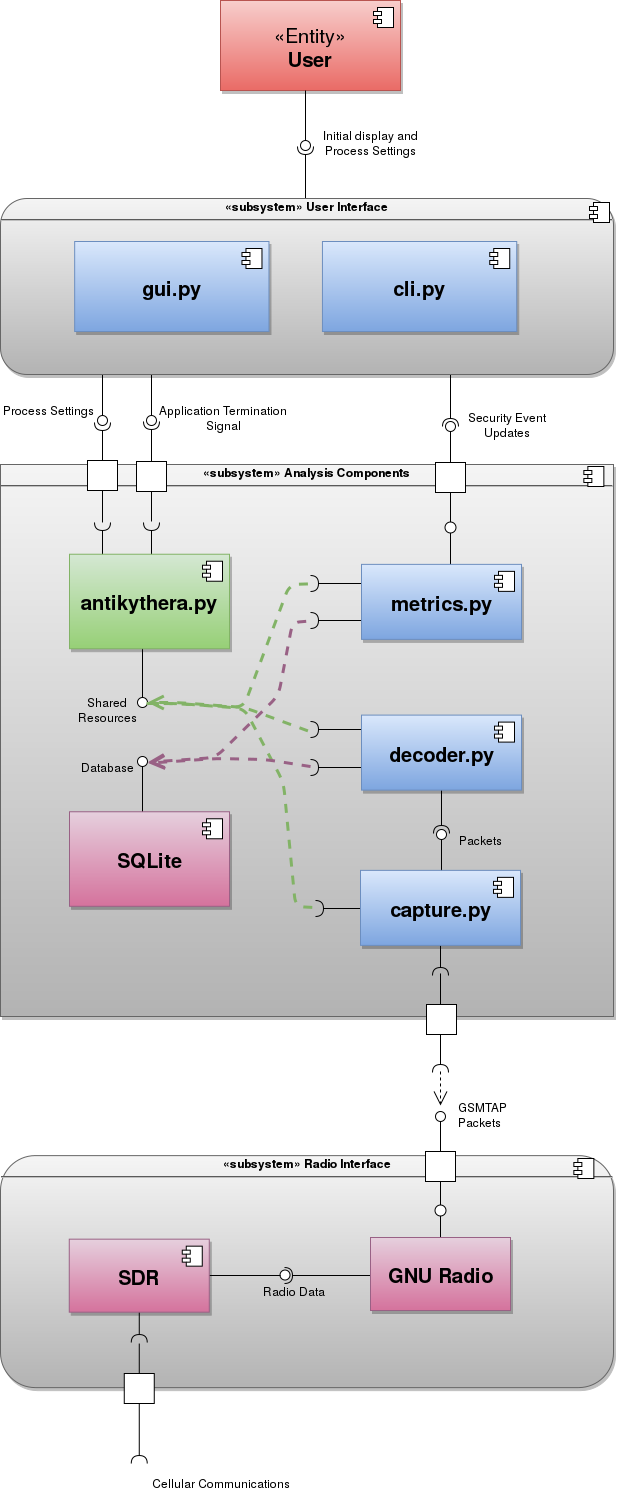 «Entity»
User
Initial display and
Process Settings
«subsystem» User Interface
gui.py
cli.py
Process Settings
Application Termination
Signal
Security Event
Updates
«subsystem» Analysis Components
antikythera.py
metrics.py
Shared
Resources
decoder.py
Database
SQLite
Packets
capture.py
GSMTAP
Packets
«subsystem» Radio Interface
SDR
GNU Radio
Radio Data
Cellular Communications